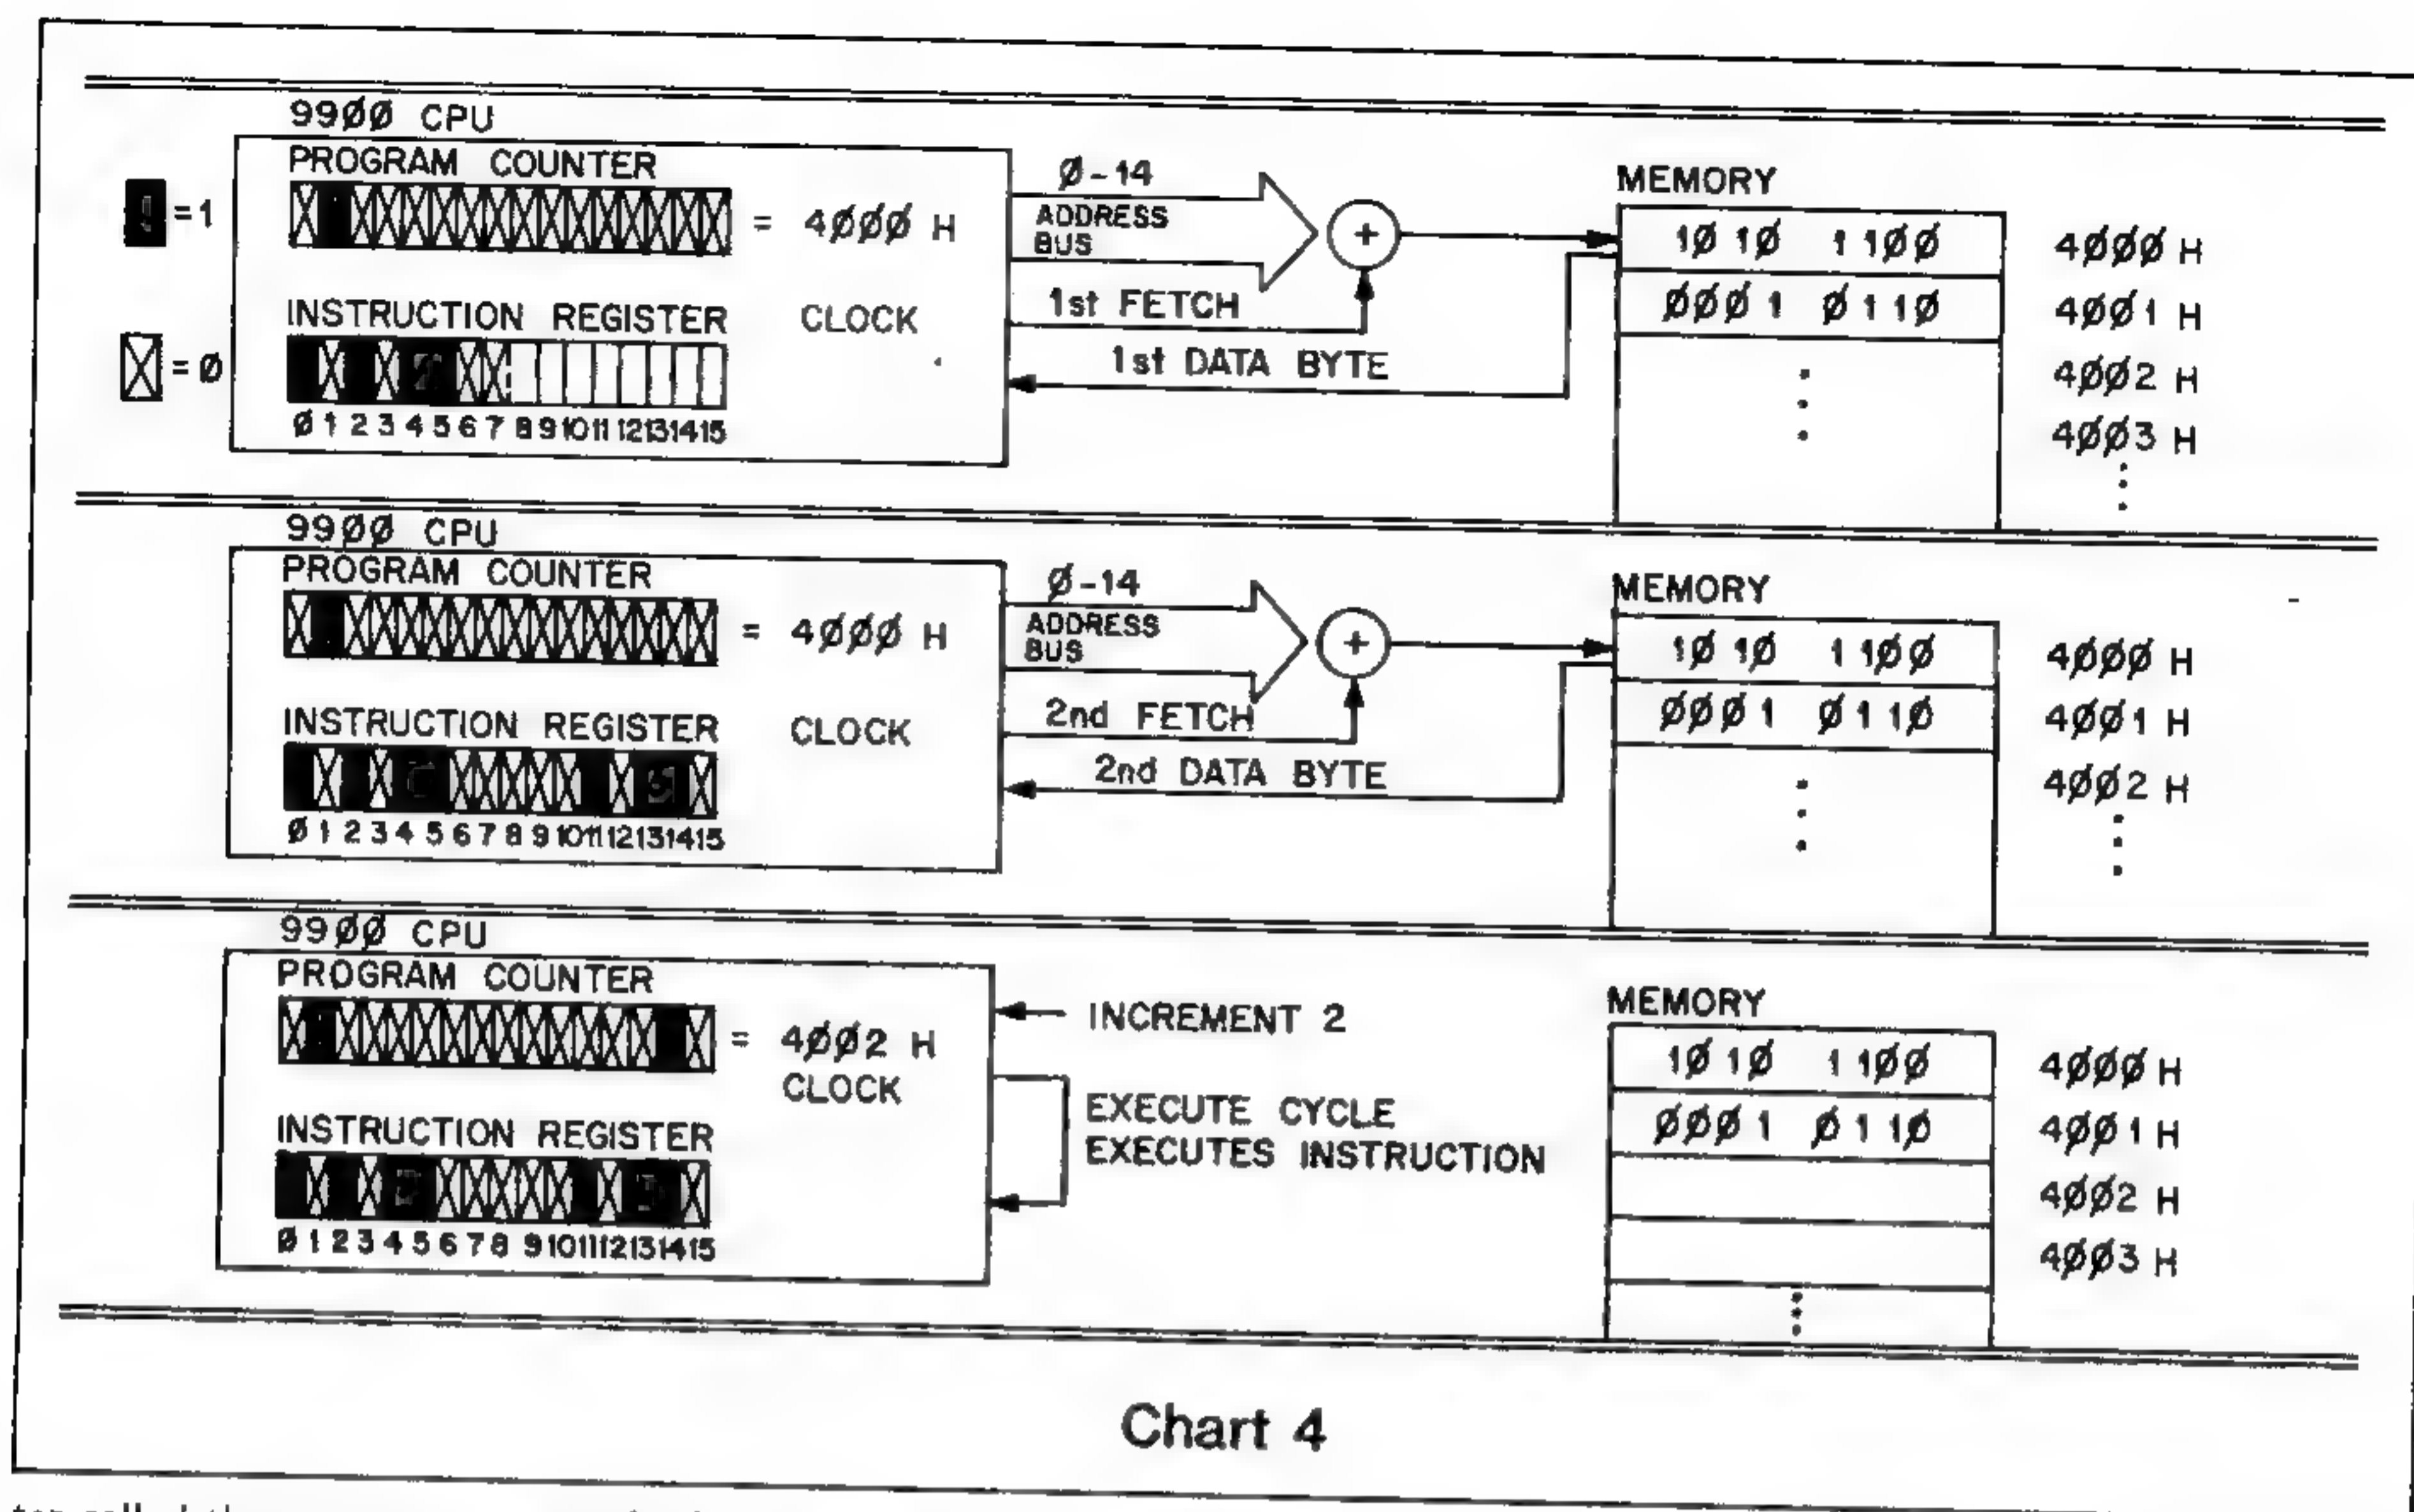 9900 CPU
PROGRAM COUNTER
= 1
= 4000 H
0-14
ADDRESS
BUS
MEMORY
1010 1100 4000 H
0001 0110 4001 H
4002 H
4003 H
INSTRUCTION REGISTER
CLOCK
1st FETCH
1st DATA BYTE
= 0
0 1 2 3 4 5 6 7 8 9 10 11 12 13 14 15
9900 CPU
PROGRAM COUNTER
= 4000 H
0-14
ADDRESS
BUS
MEMORY
1010 1100 4000 H
0001 0110 4001 H
4002 H
INSTRUCTION REGISTER
CLOCK
2nd FETCH
2nd DATA BYTE
0 1 2 3 4 5 6 7 8 9 10 11 12 13 14 15
9900 CPU
PROGRAM COUNTER
= 4002 H
CLOCK
INCREMENT 2
EXECUTE CYCLE
EXECUTES INSTRUCTION
INSTRUCTION REGISTER
0 1 2 3 4 5 6 7 8 9 10 11 12 13 14 15
MEMORY
1010 1100 4000 H
0001 0110 4001 H
4002 H
4003 H
Chart 4